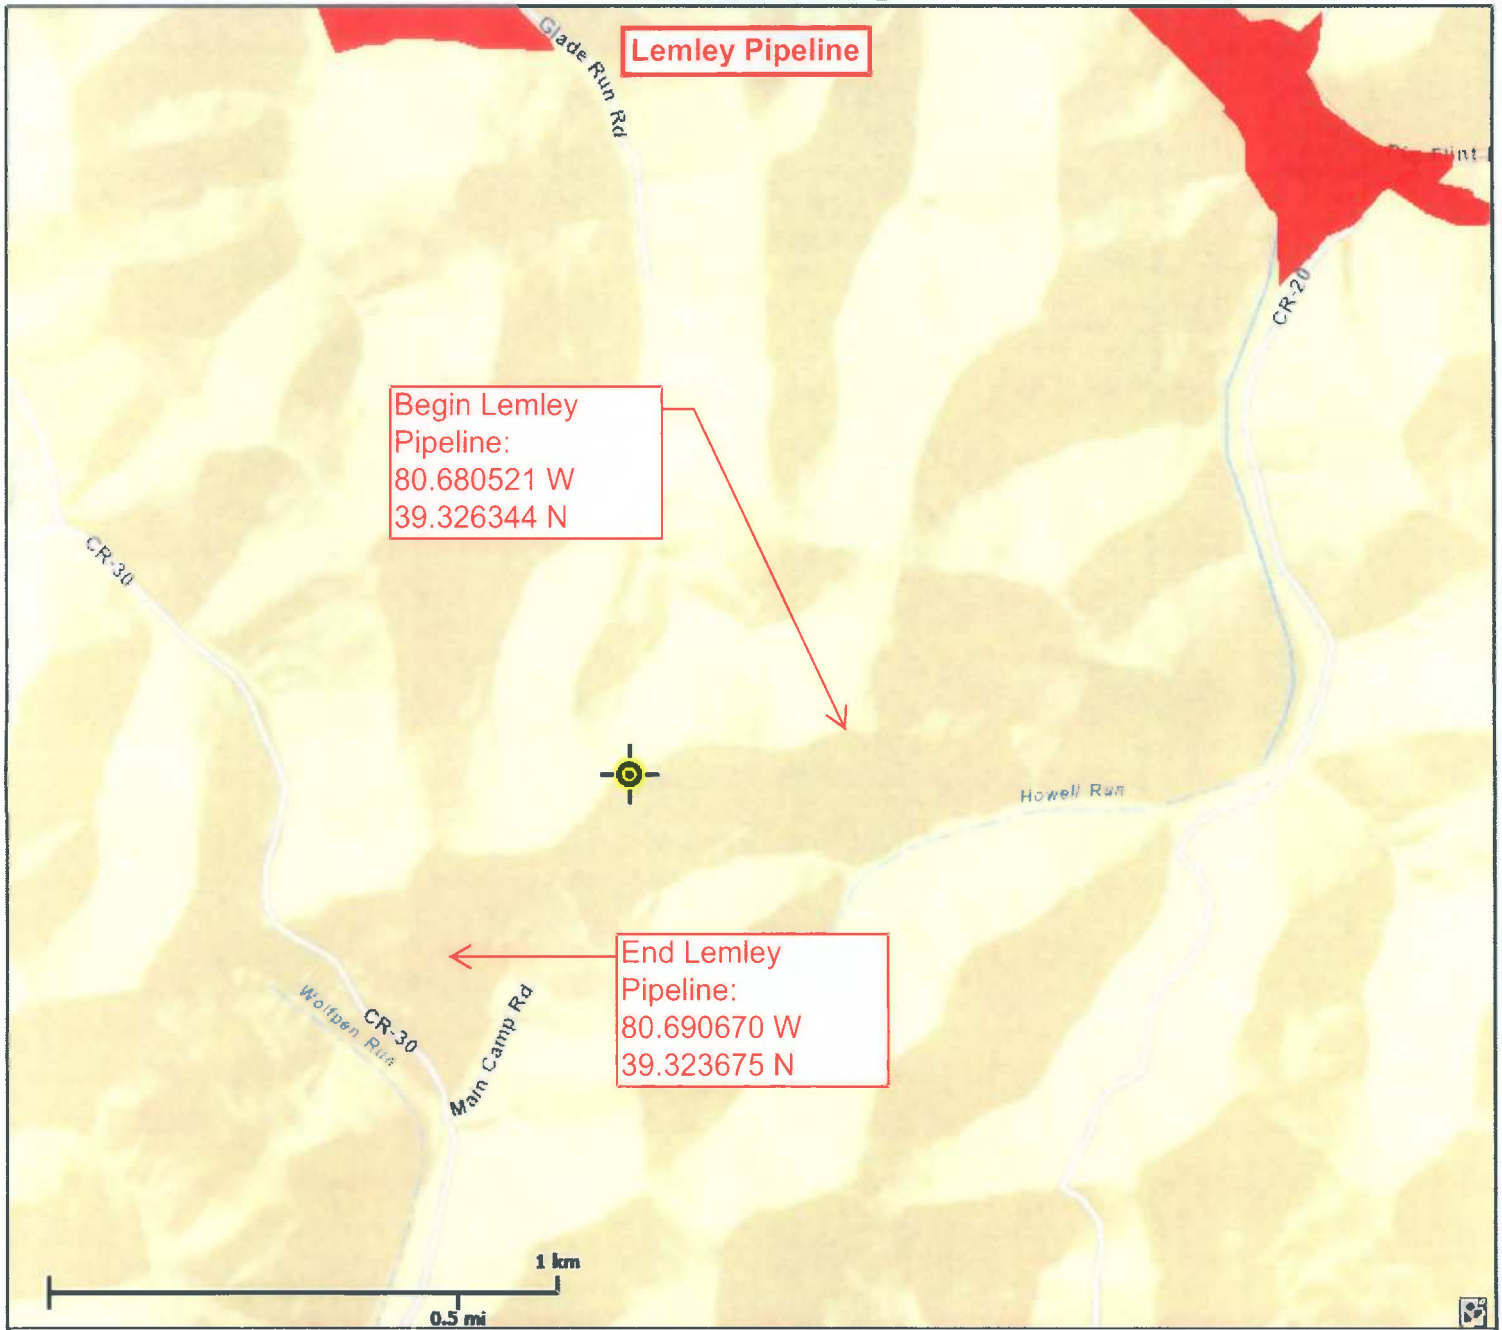 Glade Run Rd
Lemley Pipeline
Flint
CR-20
Begin Lemley
Pipeline:
80.680521 W
39.326344 N
CR-30
Howell Run
End Lemley
Pipeline:
80.690670 W
39.323675 N
Wolfpen Run
CR-30
Main Camp Rd
1 km
0.5 mi